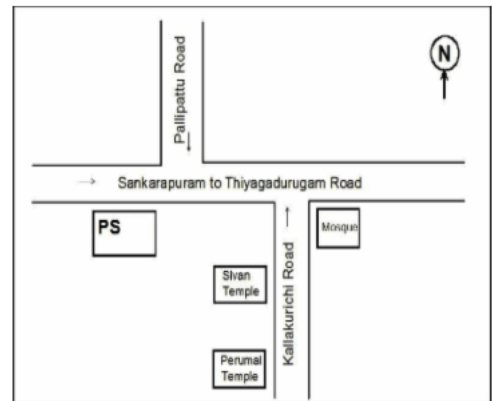 N
Pallipattu Road
Sankarapuram to Thiyagadurugam Road
PS
Mosque
Kallakurichi Road
Sivan
Temple
Perumal
Temple